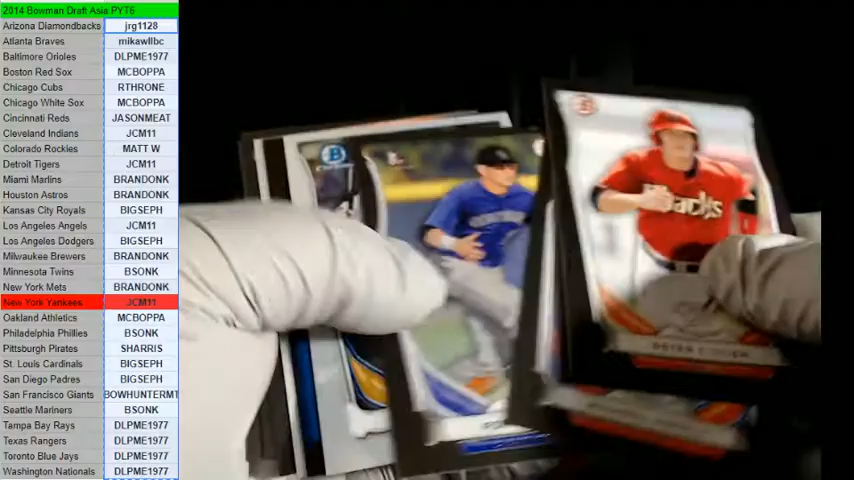 2014 Bowman Draft Asia PYT6
Arizona Diamondbacks jrg1128
Atlanta Braves mikawllbc
Baltimore Orioles DLPME1977
Boston Red Sox MCBOPPA
Chicago Cubs RTHRONE
Chicago White Sox MCBOPPA
Cincinnati Reds JASONMEAT
Cleveland Indians JCM11
Colorado Rockies MATT W
Detroit Tigers JCM11
Miami Marlins BRANDONK
Houston Astros BRANDONK
Kansas City Royals BIGSEPH
Los Angeles Angels JCM11
Los Angeles Dodgers BIGSEPH
Milwaukee Brewers BRANDONK
Minnesota Twins BSONK
New York Mets BRANDONK
New York Yankees JCM11
Oakland Athletics MCBOPPA
Philadelphia Phillies BSONK
Pittsburgh Pirates SHARRIS
St. Louis Cardinals BIGSEPH
San Diego Padres BIGSEPH
San Francisco Giants BOWHUNTERMT
Seattle Mariners BSONK
Tampa Bay Rays DLPME1977
Texas Rangers DLPME1977
Toronto Blue Jays DLPME1977
Washington Nationals DLPME1977